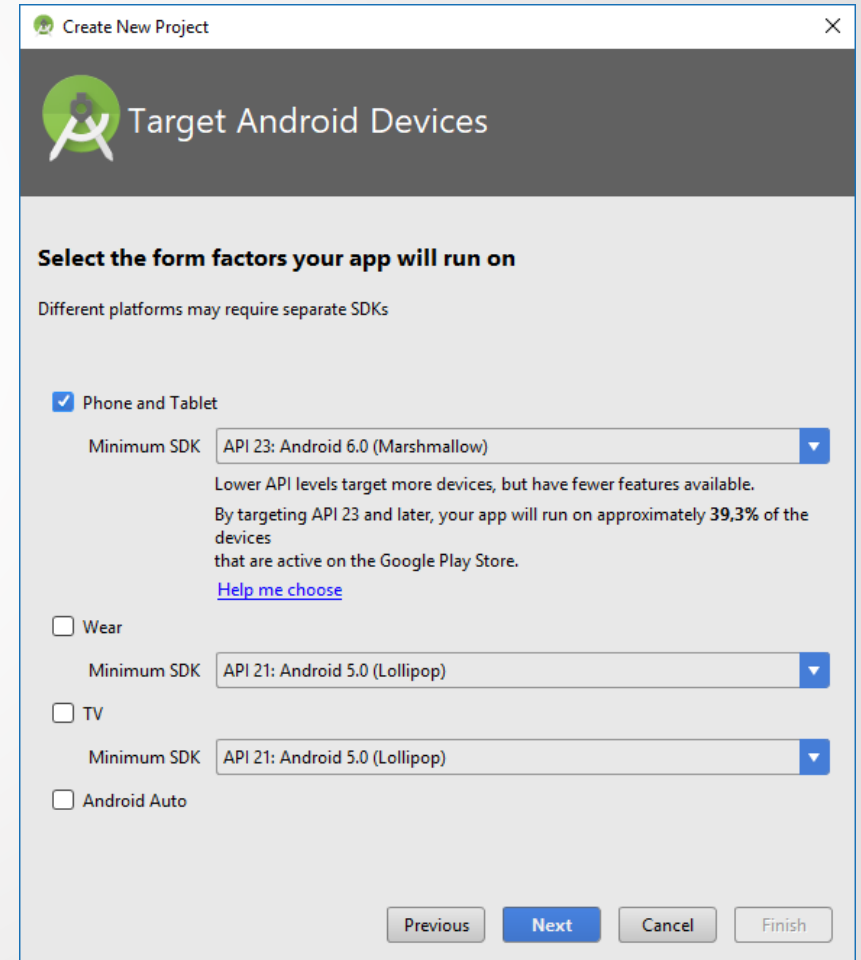 Create New Project
Target Android Devices
Select the form factors your app will run on
Different platforms may require separate SDKs
Phone and Tablet
Minimum SDK API 23: Android 6.0 (Marshmallow)
Lower API levels target more devices, but have fewer features available.
By targeting API 23 and later, your app will run on approximately 39,3% of the
devices
that are active on the Google Play Store.
Help me choose
Wear
Minimum SDK API 21: Android 5.0 (Lollipop)
TV
Minimum SDK API 21: Android 5.0 (Lollipop)
Android Auto
Previous Next Cancel Finish